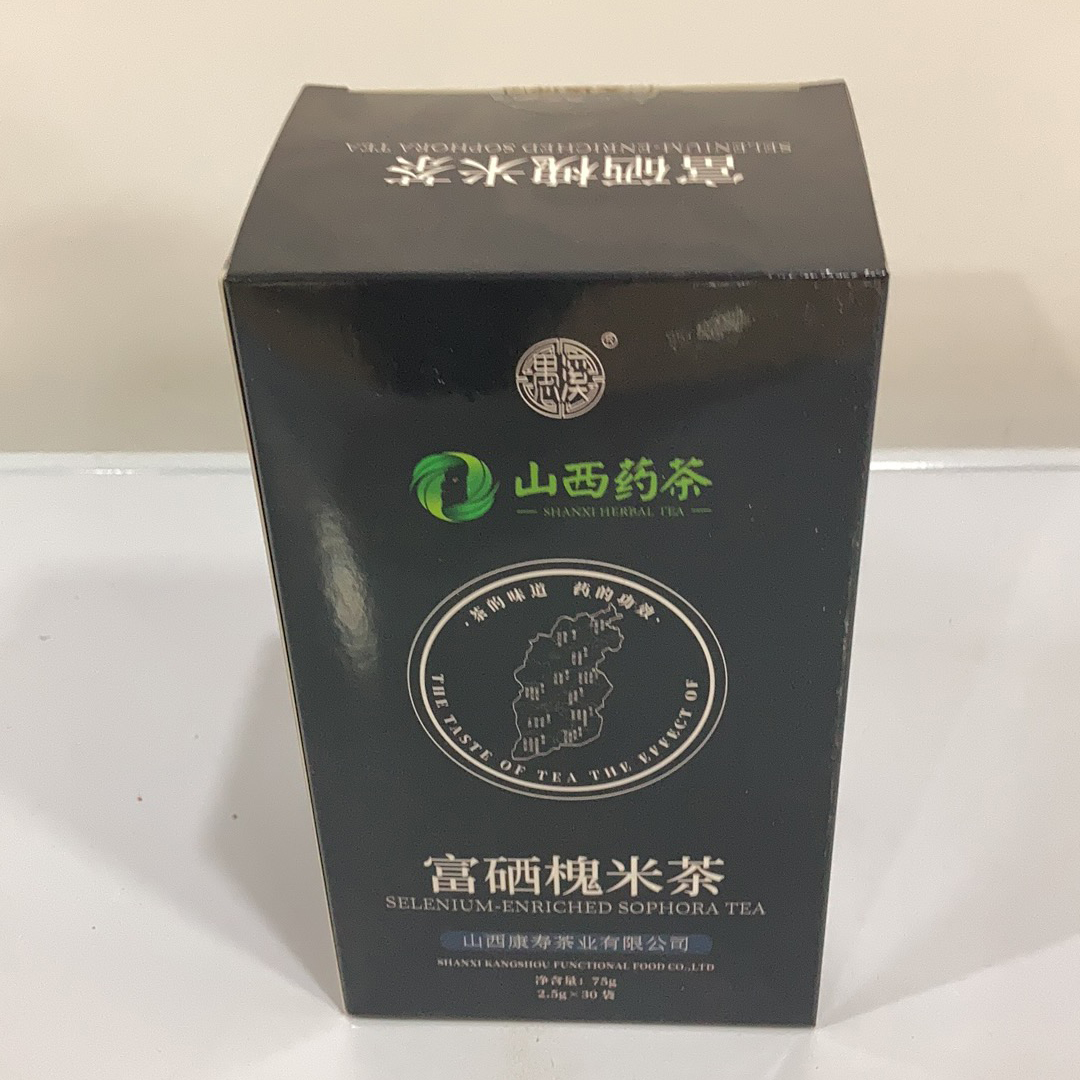 富硒槐米茶
SELENIUM-ENRICHED SOPHORA TEA
®
山西药茶
SHANXI HERBAL TEA
·茶的味道 药的功效·
THE TASTE OF TEA THE EFFECT OF
富硒槐米茶
SELENIUM-ENRICHED SOPHORA TEA
山西康寿茶业有限公司
SHANXI KANGSHOU FUNCTIONAL FOOD CO.,LTD
净含量：75g
2.5g×30 袋